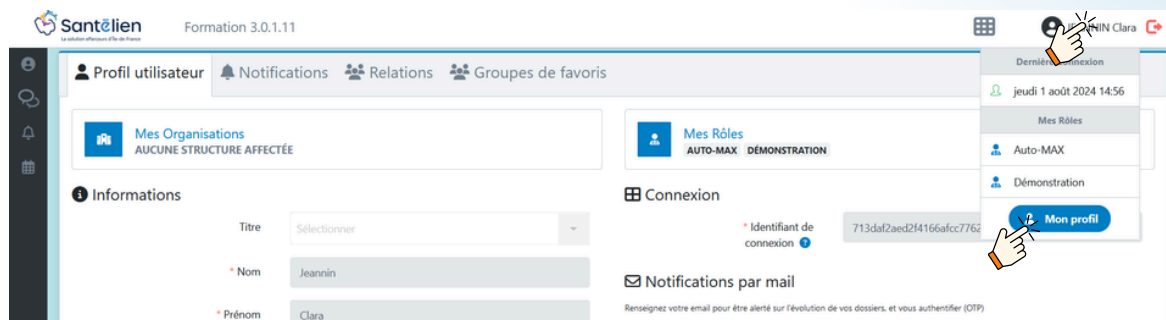 Santélien
La solution eParcours d'Île-de-France
Formation 3.0.1.11
Clara
Profil utilisateur
Notifications
Relations
Groupes de favoris
Dernière connexion
jeudi 1 août 2024 14:56
Mes Rôles
Auto-MAX
Démonstration
Mon profil
Mes Organisations
AUCUNE STRUCTURE AFFECTÉE
Mes Rôles
AUTO-MAX DÉMONSTRATION
Informations
Titre
Sélectionner
* Nom
Jeannin
* Prénom
Clara
Connexion
* Identifiant de
connexion ?
713daf2aed2f4166afcc7762
Notifications par mail
Renseignez votre email pour être alerté sur l'évolution de vos dossiers, et vous authentifier (OTP)